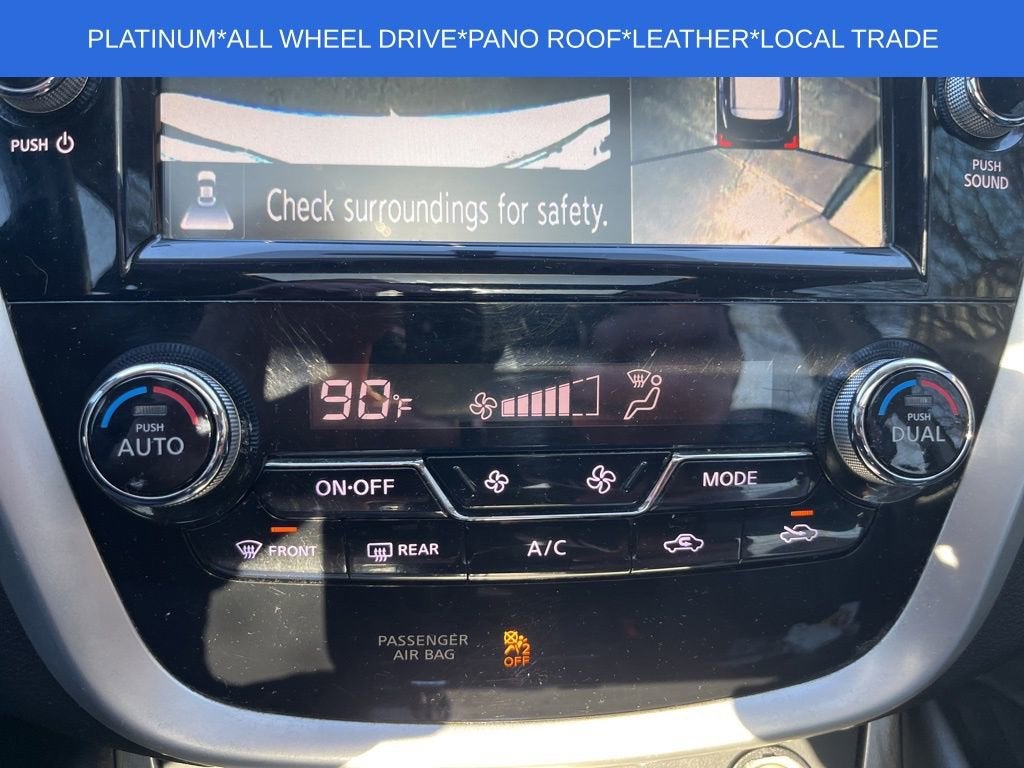 PLATINUM*ALL WHEEL DRIVE*PANO ROOF*LEATHER*LOCAL TRADE
PUSH
PUSH
SOUND
Check surroundings for safety.
90°F
PUSH
AUTO
PUSH
DUAL
ON•OFF
MODE
FRONT
REAR
A/C
PASSENGER
AIR BAG
2
OFF